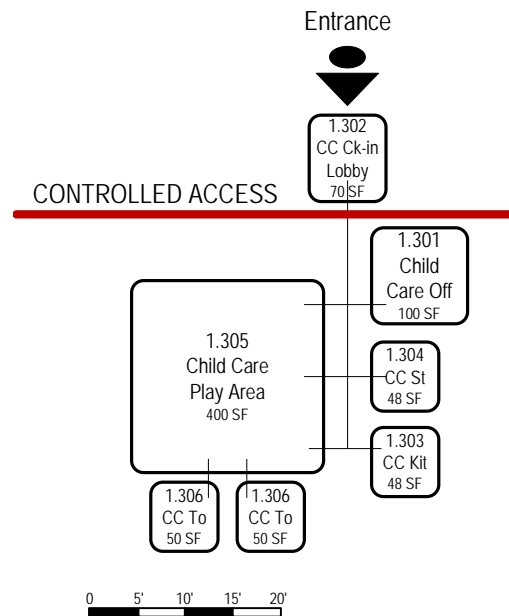 Entrance
1.302
CC Ck-in
Lobby
70 SF
CONTROLLED ACCESS
1.301
Child
Care Off
100 SF
1.305
Child Care
Play Area
400 SF
1.304
CC St
48 SF
1.303
CC Kit
48 SF
1.306
CC To
50 SF
1.306
CC To
50 SF
0 5' 10' 15' 20'